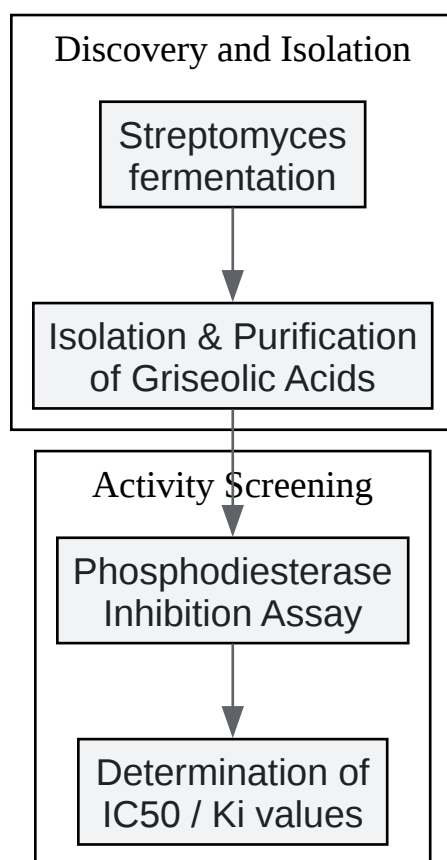 Discovery and Isolation
Streptomyces
fermentation
Isolation & Purification
of Griseolic Acids
Activity Screening
Phosphodiesterase
Inhibition Assay
Determination of
IC50 / Ki values